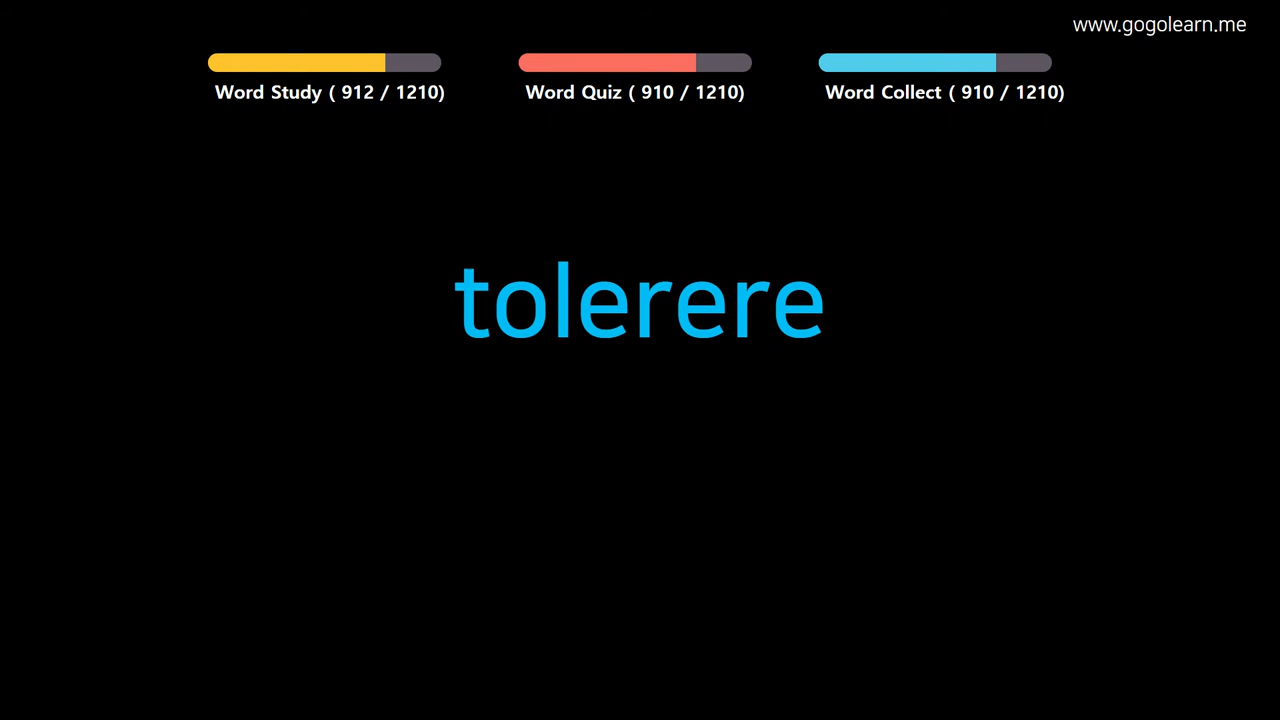 www.gogolearn.me
Word Study ( 912 / 1210)
Word Quiz ( 910 / 1210)
Word Collect ( 910 / 1210)
tolerere